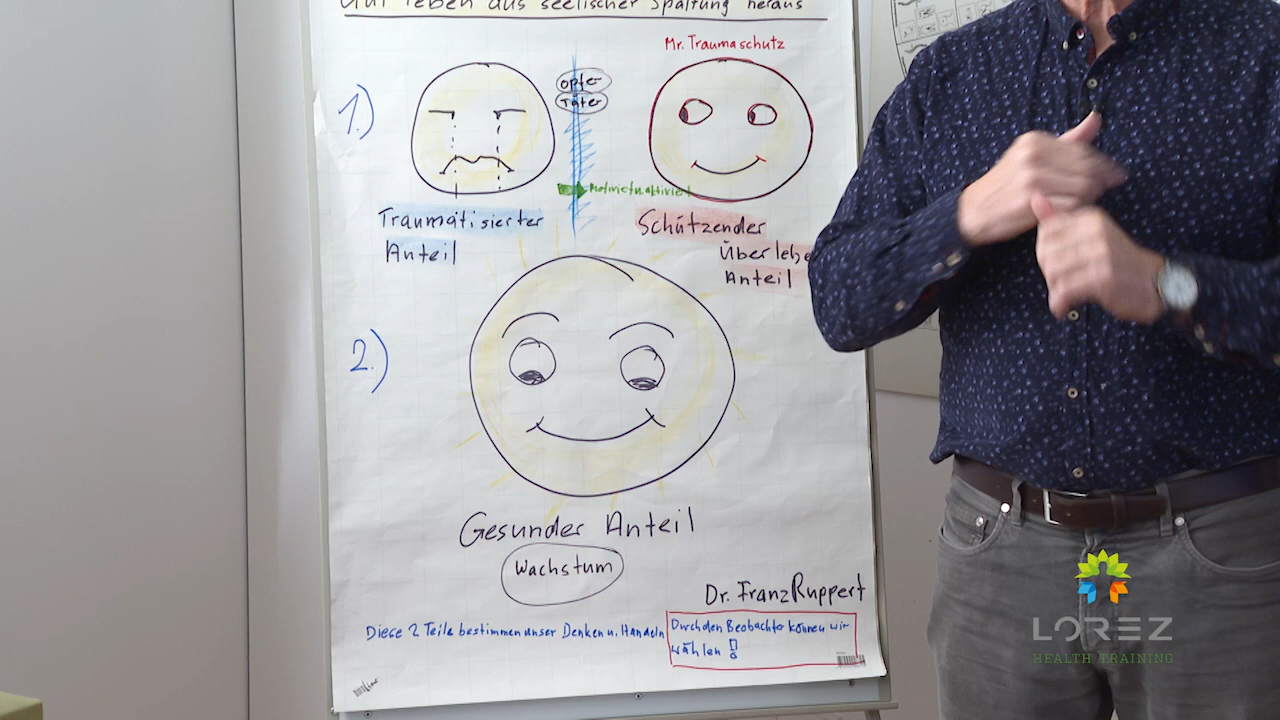 Gut leben aus seelischer Spaltung heraus
Mr. Traumaschutz
1.)
Opfer
Täter
Traumatisierter
Anteil
Schützender
Überlebe
Anteil
2.)
Gesunder Anteil
Wachstum
Dr. Franz Ruppert
Diese 2 Teile bestimmen unser Denken u. Handeln
Durch den Beobachter können wir
wählen !
LOREZ
HEALTH TRAINING